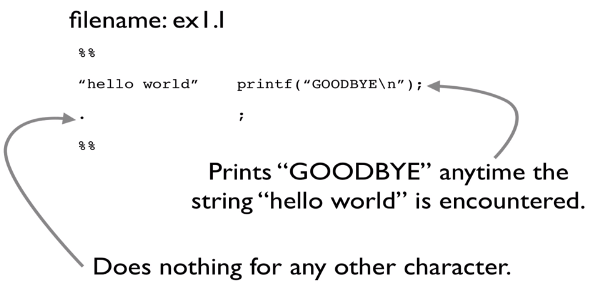 filename: ex1.l
%%
“hello world” printf("GOODBYE\n");
. ;
%%
Prints “GOODBYE” anytime the
string “hello world” is encountered.
Does nothing for any other character.